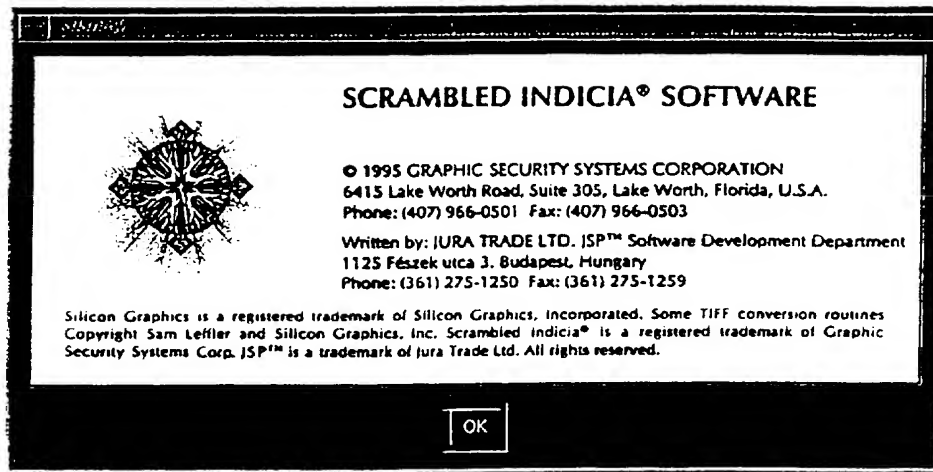 SCRAMBLED INDICIA® SOFTWARE
© 1995 GRAPHIC SECURITY SYSTEMS CORPORATION
6415 Lake Worth Road, Suite 305, Lake Worth, Florida, U.S.A.
Phone: (407) 966-0501 Fax: (407) 966-0503
Written by: JURA TRADE LTD. JSP™ Software Development Department
1125 Fészek utca 3. Budapest, Hungary
Phone: (361) 275-1250 Fax: (361) 275-1259
Silicon Graphics is a registered trademark of Silicon Graphics, Incorporated. Some TIFF conversion routines
Copyright Sam Leffler and Silicon Graphics, Inc. Scrambled Indicia® is a registered trademark of Graphic
Security Systems Corp. JSP™ is a trademark of Jura Trade Ltd. All rights reserved.
OK